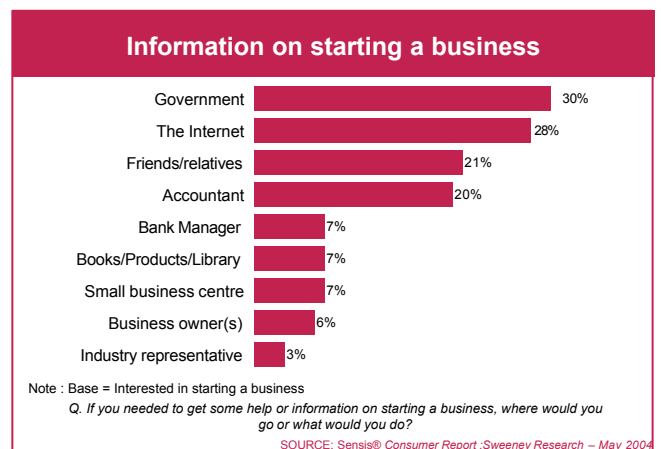 Information on starting a business
Government 30%
The Internet 28%
Friends/relatives 21%
Accountant 20%
Bank Manager 7%
Books/Products/Library 7%
Small business centre 7%
Business owner(s) 6%
Industry representative 3%
Note : Base = Interested in starting a business
Q. If you needed to get some help or information on starting a business, where would you
go or what would you do?
SOURCE: Sensis® Consumer Report :Sweeney Research – May 2004